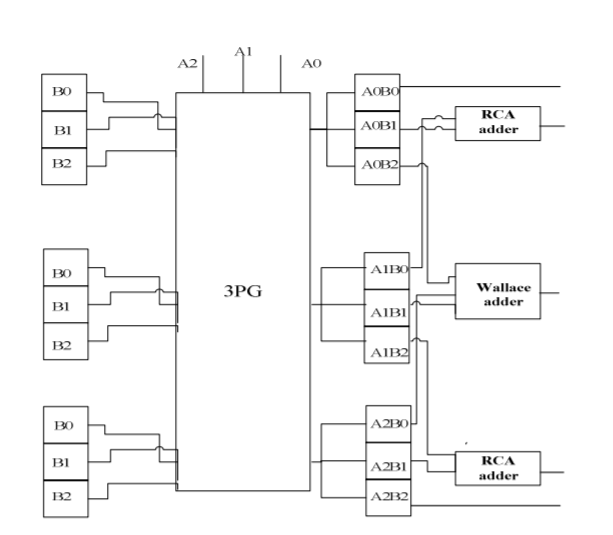 A2 A1 A0
B0
B1
B2
B0
B1
B2
B0
B1
B2
3PG
A0B0
A0B1
A0B2
A1B0
A1B1
A1B2
A2B0
A2B1
A2B2
RCA
adder
Wallace
adder
RCA
adder